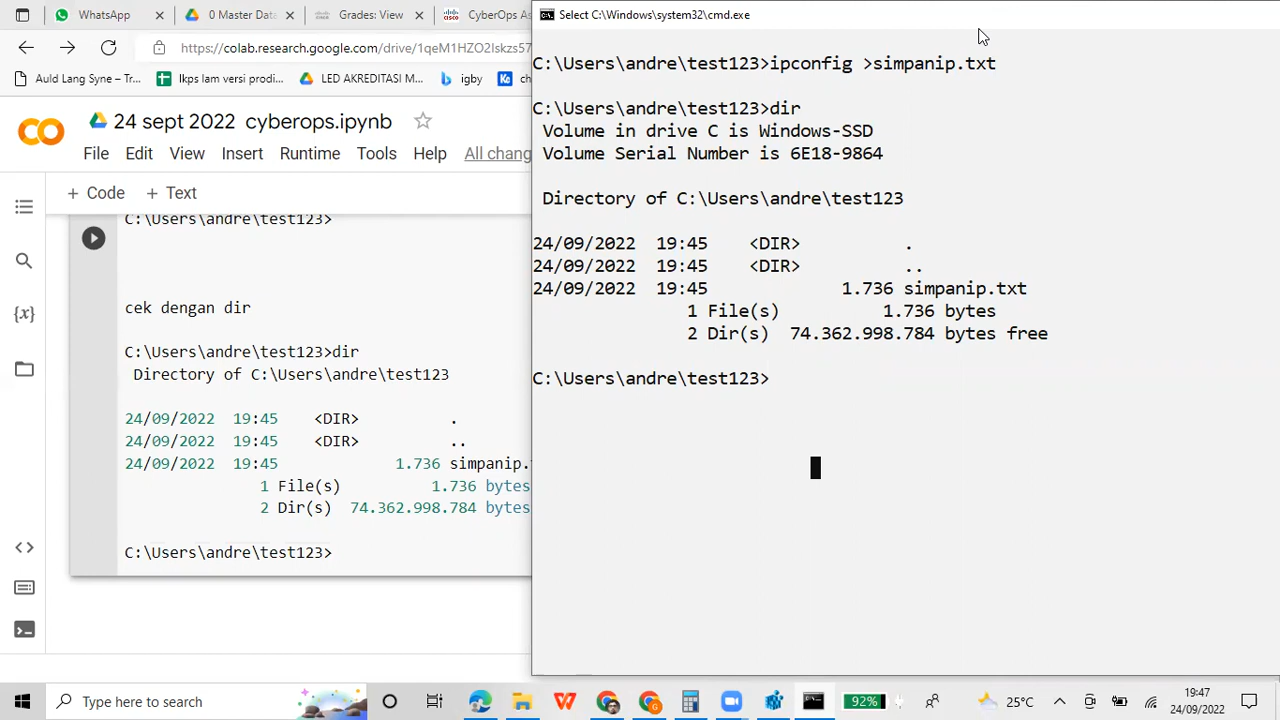 WhatsApp
0 Master Da
Grades: View
CyberOps As
Select C:\Windows\system32\cmd.exe
https://colab.research.google.com/drive/1qeM1HZO2lskzs57
Auld Lang Syne -...
lkps lam versi prodi...
LED AKREDITASI M...
igby
24 sept 2022 cyberops.ipynb
File Edit View Insert Runtime Tools Help All chang
+ Code + Text
C:\Users\andre\test123>
cek dengan dir
C:\Users\andre\test123>dir
Directory of C:\Users\andre\test123
24/09/2022 19:45 <DIR> .
24/09/2022 19:45 <DIR> ..
24/09/2022 19:45 1.736 simpanip.
1 File(s) 1.736 bytes
2 Dir(s) 74.362.998.784 bytes
C:\Users\andre\test123>
C:\Users\andre\test123>ipconfig >simpanip.txt
C:\Users\andre\test123>dir
Volume in drive C is Windows-SSD
Volume Serial Number is 6E18-9864
Directory of C:\Users\andre\test123
24/09/2022 19:45 <DIR> .
24/09/2022 19:45 <DIR> ..
24/09/2022 19:45 1.736 simpanip.txt
1 File(s) 1.736 bytes
2 Dir(s) 74.362.998.784 bytes free
C:\Users\andre\test123>
Type here to search
92%
25°C
19:47
24/09/2022